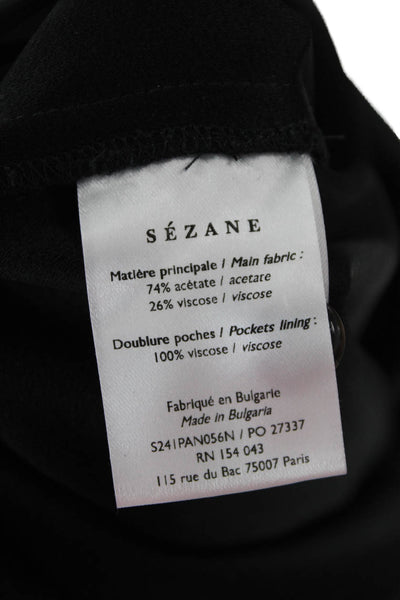 SÉZANE
Matière principale / Main fabric :
74% acétate / acetate
26% viscose / viscose
Doublure poches / Pockets lining :
100% viscose / viscose
Fabriqué en Bulgarie
Made in Bulgaria
S241PAN056N / PO 27337
RN 154 043
115 rue du Bac 75007 Paris